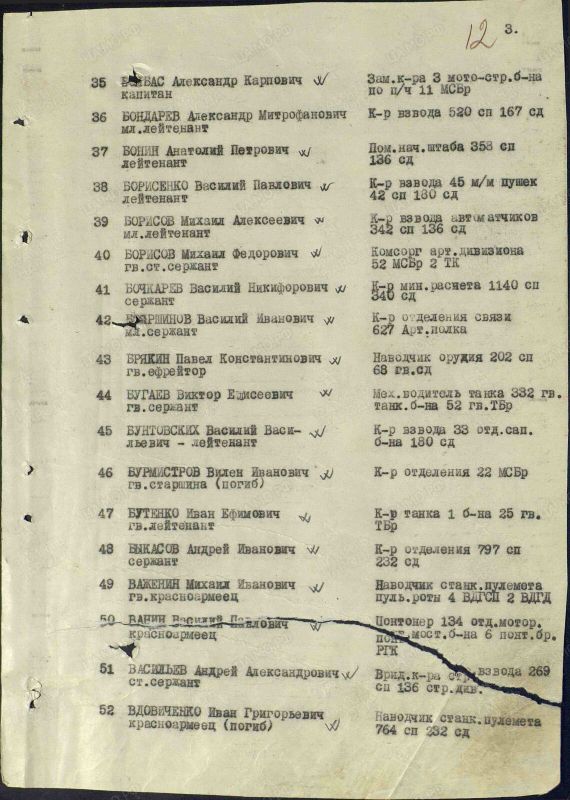 12
3.
35 БАЙБАС Александр Карпович
капитан
Зам.к-ра 3 мото-стр.б-на
по п/ч 11 МСБр
36 БОНДАРЕВ Александр Митрофанович
мл.лейтенант
К-р взвода 520 сп 167 сд
37 БОНИН Анатолий Петрович
лейтенант
Пом.нач.штаба 358 сп
136 сд
38 БОРИСЕНКО Василий Павлович
лейтенант
К-р взвода 45 м/м пушек
42 сп 180 сд
39 БОРИСОВ Михаил Алексеевич
мл.лейтенант
К-р взвода автоматчиков
342 сп 136 сд
40 БОРИСОВ Михаил Федорович
гв.ст.сержант
Комсорг арт.дивизиона
52 МСБр 2 ТК
41 БОЧКАРЕВ Василий Никифорович
сержант
К-р мин.расчета 1140 сп
340 сд
42 Василий Иванович
мл.сержант
К-р отделения связи
627 Арт.полка
43 БРЯКИН Павел Константинович
гв.ефрейтор
Наводчик орудия 202 сп
68 гв.сд
44 БУГАЕВ Виктор Елисеевич
гв.сержант
Мех.водитель танка 332 гв.
танк.б-на 52 гв.ТБр
45 БУНТОВСКИХ Василий Васи-
льевич - лейтенант
К-р взвода 33 отд.сап.
б-на 180 сд
46 БУРМИСТРОВ Вилен Иванович
гв.старшина (погиб)
К-р отделения 22 МСБр
47 БУТЕНКО Иван Ефимович
гв.лейтенант
К-р танка 1 б-на 25 гв.
ТБр
48 БЫКАСОВ Андрей Иванович
сержант
К-р отделения 797 сп
232 сд
49 ВАЖЕНИН Михаил Иванович
гв.красноармеец
Наводчик станк.пулемета
пуль.роты 4 ВДГСП 2 ВДГД
50 ВАНИН Василий Павлович
красноармеец
Понтонер 134 отд.мотор.
понт.мост.б-на 6 понт.бр.
РГК
51 ВАСИЛЬЕВ Андрей Александрович
ст.сержант
Врид.к-ра стр.взвода 269
сп 136 стр.див.
52 ВДОВИЧЕНКО Иван Григорьевич
красноармеец (погиб)
Наводчик станк.пулемета
764 сп 232 сд